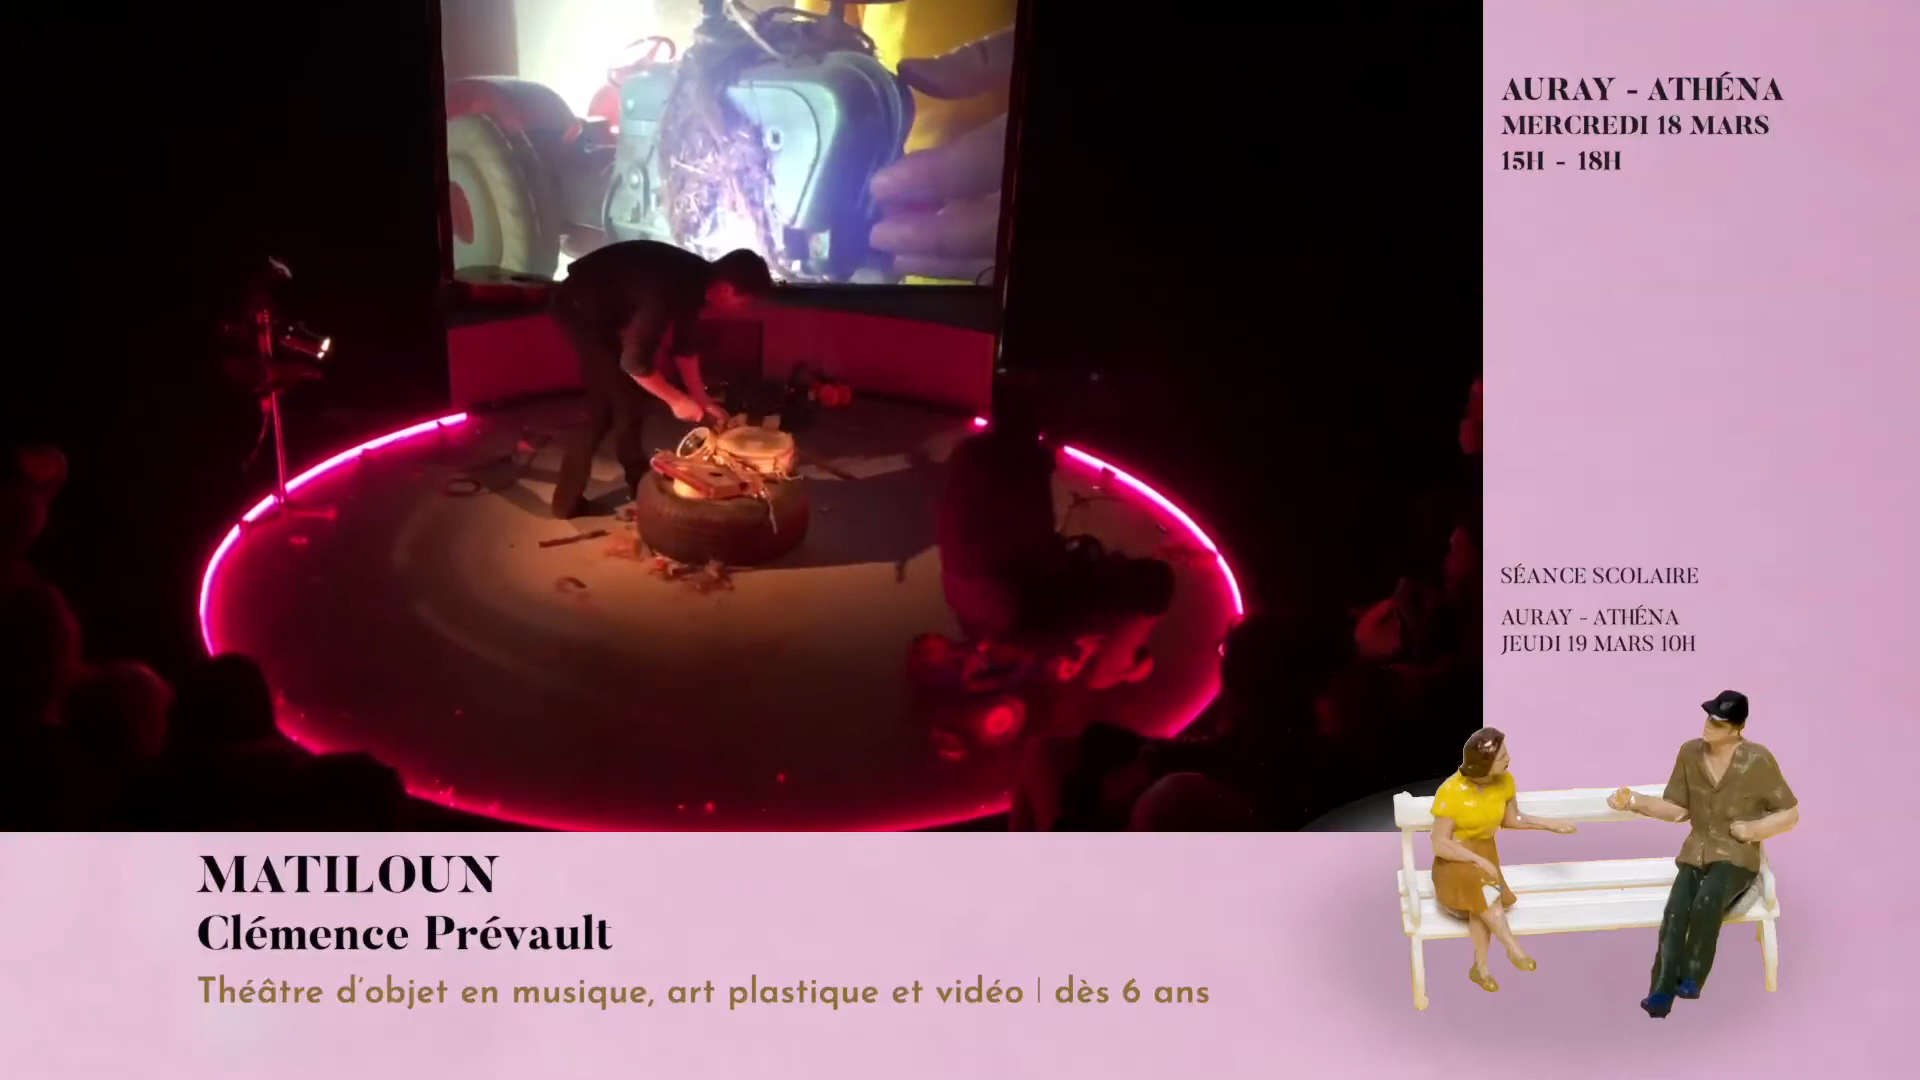 AURAY - ATHÉNA
MERCREDI 18 MARS
15H - 18H
SÉANCE SCOLAIRE
AURAY - ATHÉNA
JEUDI 19 MARS 10H
MATILOUN
Clémence Prévault
Théâtre d'objet en musique, art plastique et vidéo | dès 6 ans